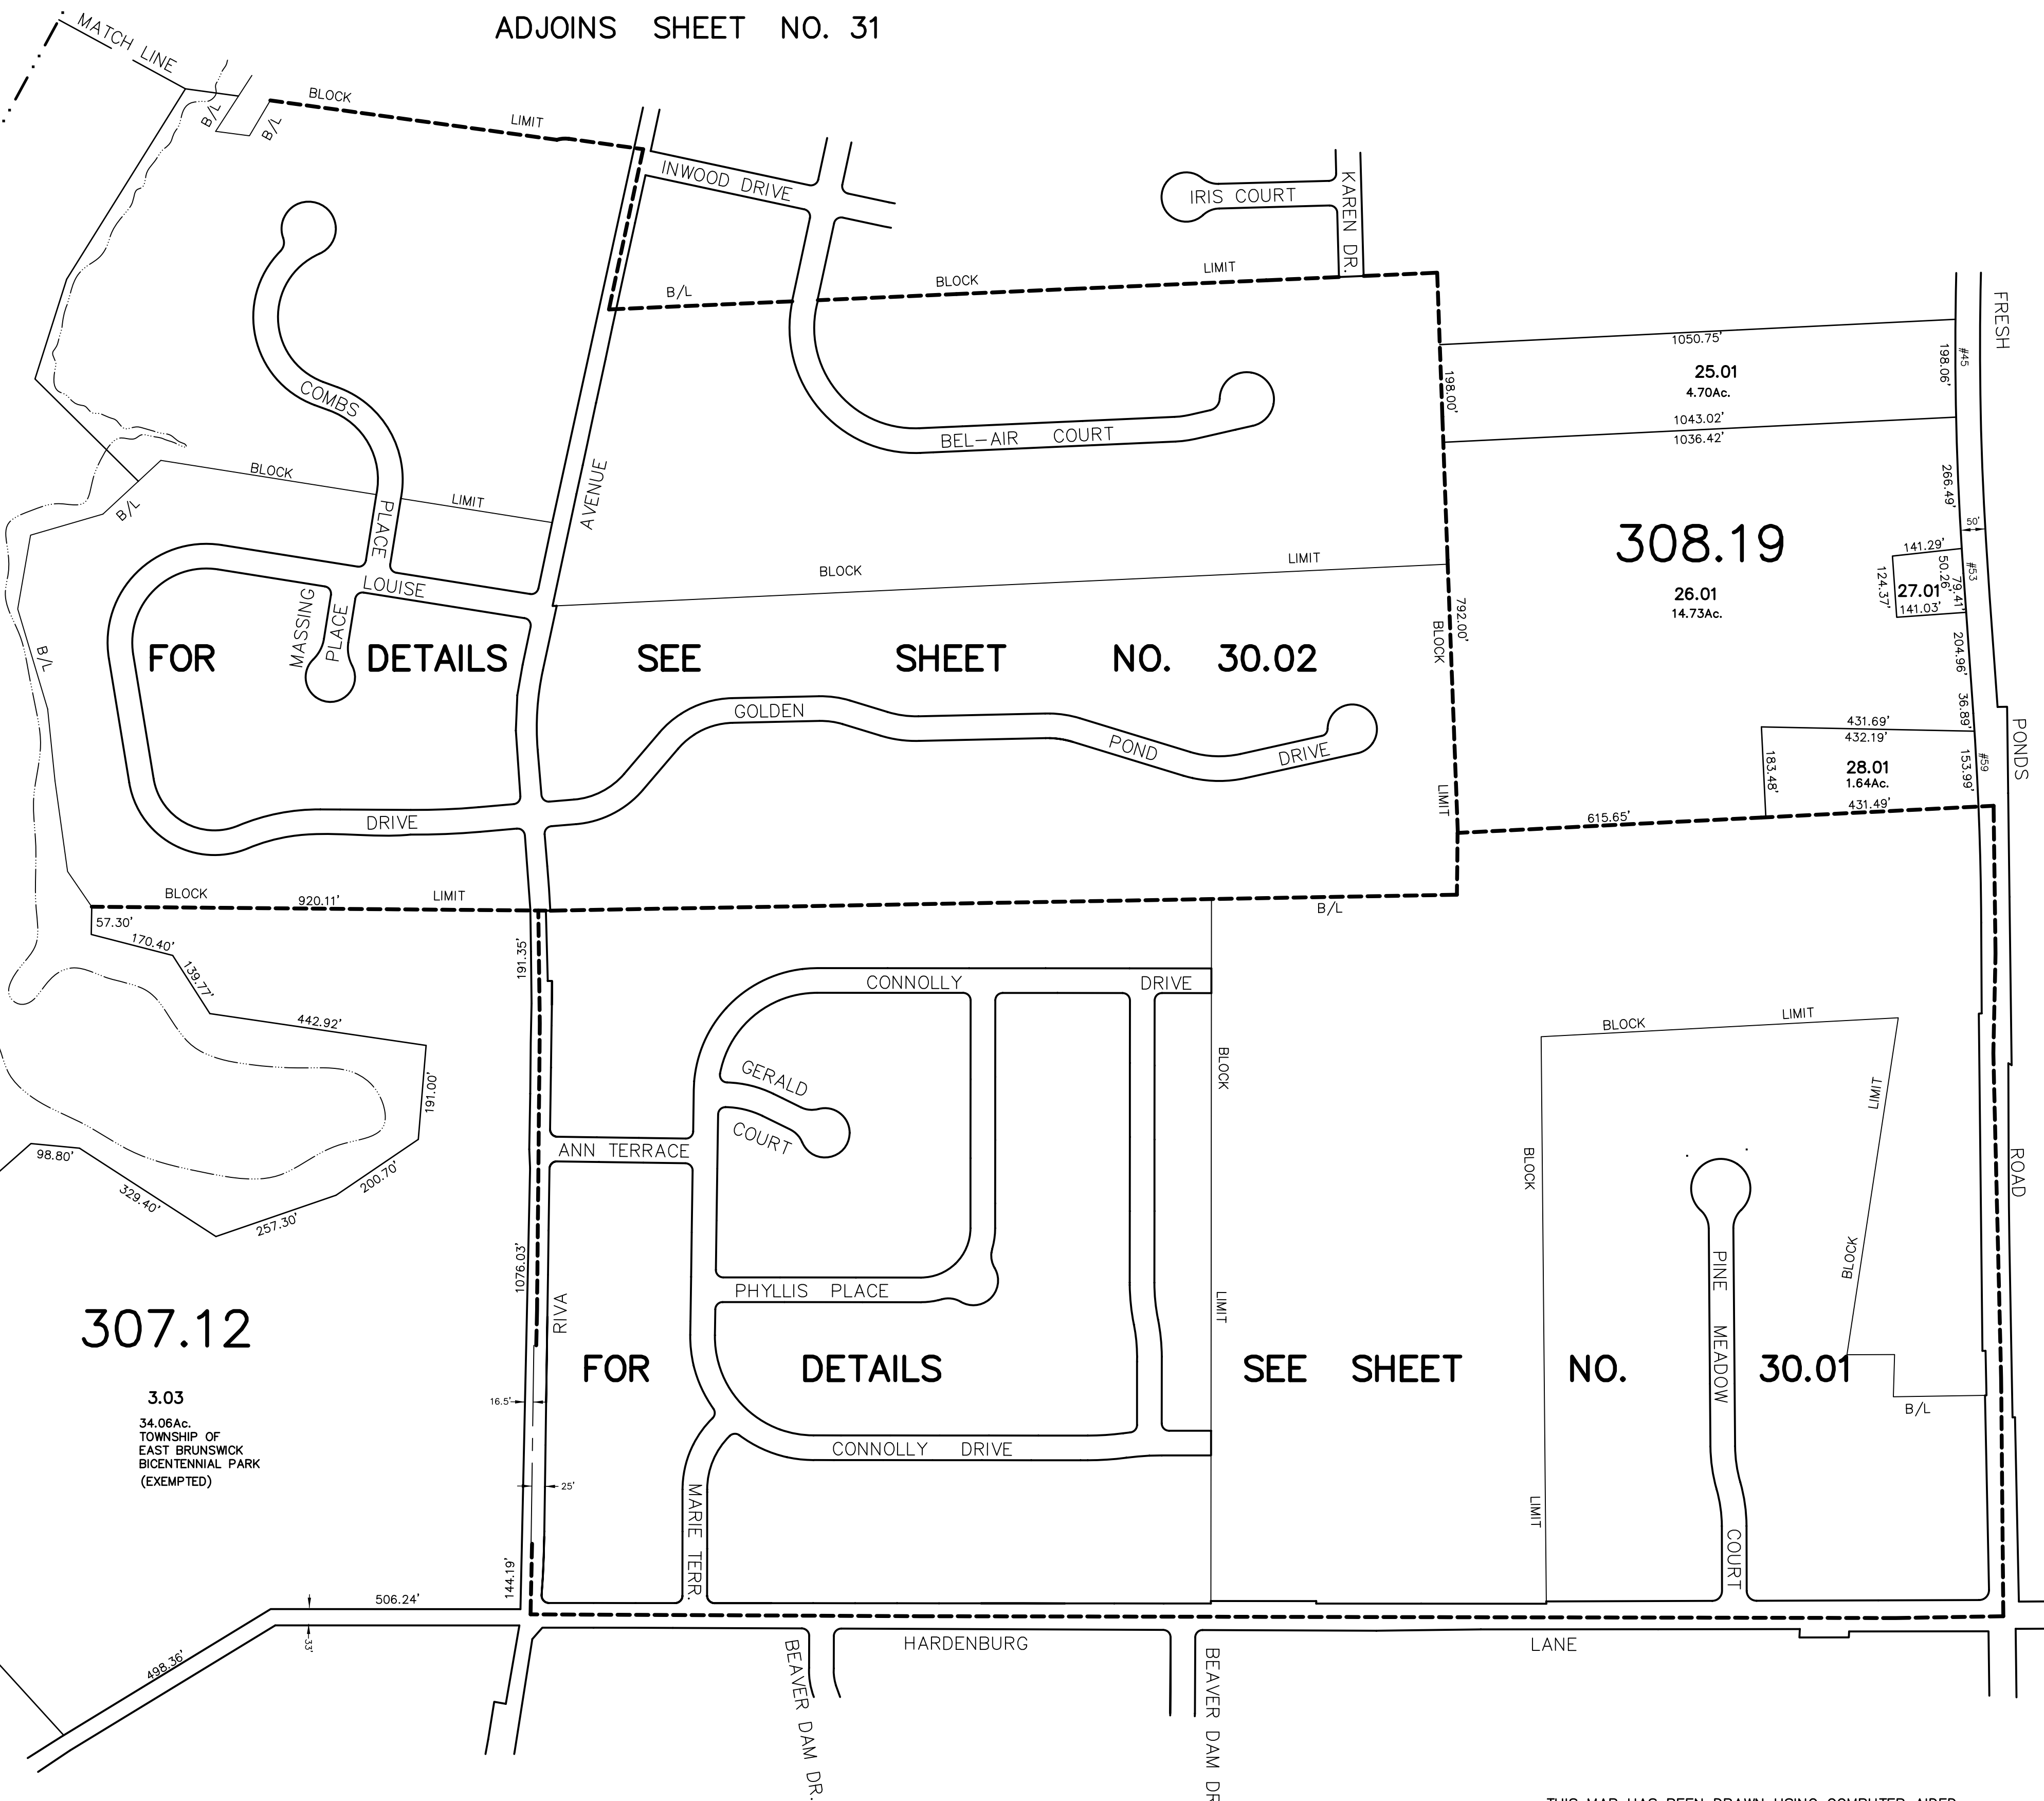 ADJOINS SHEET NO. 31
MATCH LINE
B/L
B/L
BLOCK LIMIT
INWOOD DRIVE
IRIS COURT
KAREN DR.
B/L BLOCK LIMIT
FRESH
1050.75'
198.06'
#45
25.01
4.70Ac.
198.00'
1043.02'
1036.42'
COMBS
PLACE
BEL-AIR COURT
AVENUE
BLOCK LIMIT
B/L
266.49'
50'
308.19
141.29'
50.26'
#53
79.41'
124.37'
27.01
141.03'
26.01
14.73Ac.
BLOCK LIMIT
LOUISE
MASSING
PLACE
B/L
792.00'
BLOCK
204.96'
36.89'
FOR DETAILS SEE SHEET NO. 30.02
GOLDEN
POND
DRIVE
431.69'
432.19'
PONDS
183.48'
28.01
1.64Ac.
153.99'
#59
431.49'
LIMIT
615.65'
DRIVE
BLOCK 920.11' LIMIT
B/L
57.30'
170.40'
139.77'
191.35'
CONNOLLY DRIVE
442.92'
BLOCK LIMIT
BLOCK
GERALD
COURT
191.00'
LIMIT
ANN TERRACE
98.80'
329.40'
257.30'
200.70'
BLOCK
ROAD
1076.03'
PHYLLIS PLACE
RIVA
LIMIT
BLOCK
PINE MEADOW
307.12
FOR DETAILS SEE SHEET NO. 30.01
3.03
34.06Ac.
TOWNSHIP OF
EAST BRUNSWICK
BICENTENNIAL PARK
(EXEMPTED)
16.5'
B/L
CONNOLLY DRIVE
25'
MARIE TERR.
LIMIT
COURT
144.19'
506.24'
33'
498.36'
HARDENBURG LANE
BEAVER DAM DR.
BEAVER DAM DR
THIS MAP HAS BEEN DRAWN USING COMPUTER AIDED